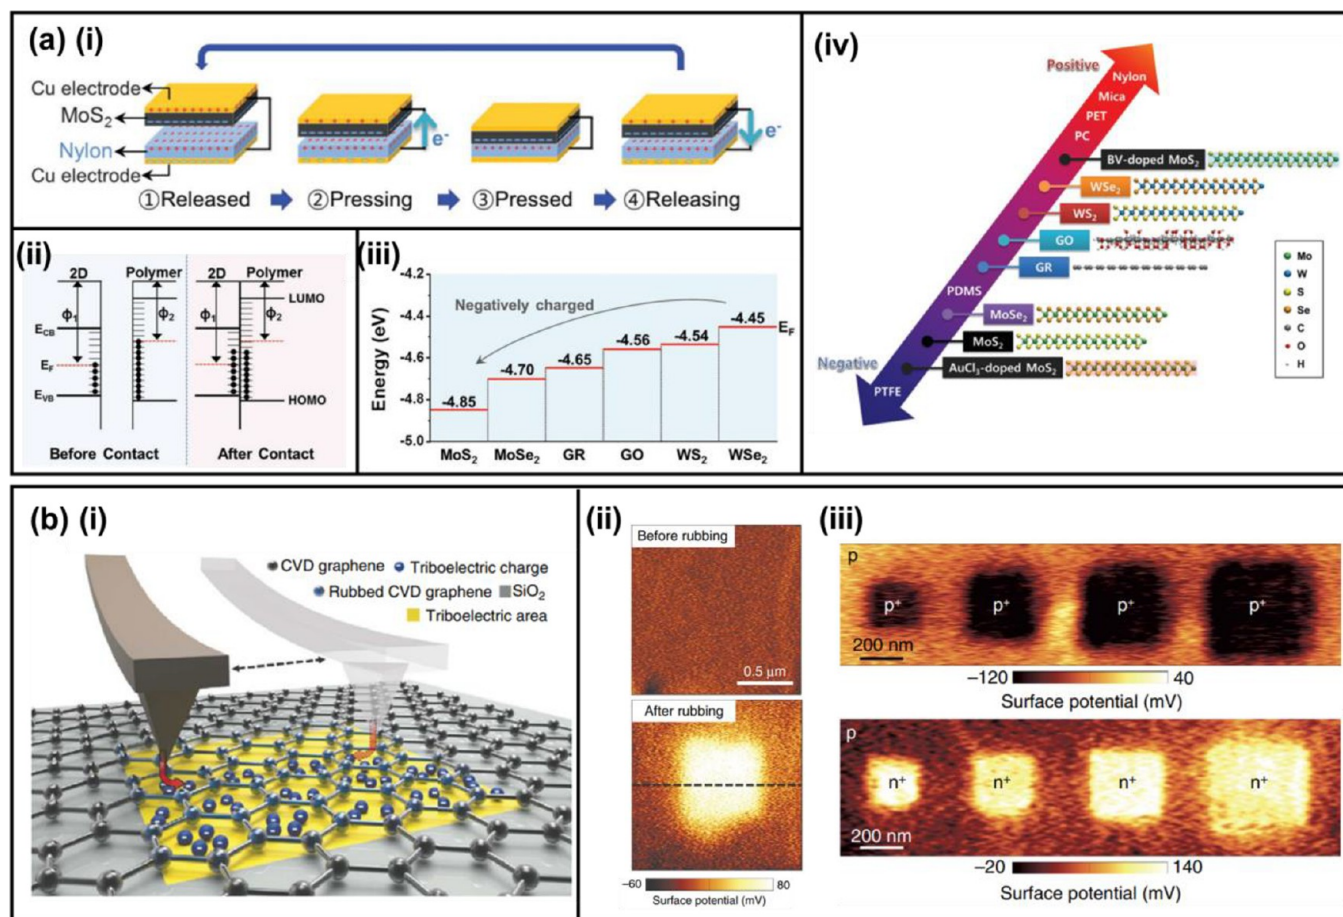 (a) (i)
Cu electrode
MoS2
Nylon
Cu electrode
e-
e-
①Released
②Pressing
③Pressed
④Releasing
(ii)
2D
Polymer
2D
Polymer
LUMO
ϕ1
ϕ2
ϕ1
ϕ2
ECB
EF
EVB
HOMO
Before Contact
After Contact
(iii)
Energy (eV)
-4.2
-4.4
-4.6
-4.8
-5.0
Negatively charged
-4.85
-4.70
-4.65
-4.56
-4.54
-4.45
EF
MoS2
MoSe2
GR
GO
WS2
WSe2
(iv)
Positive
Nylon
Mica
PET
PC
BV-doped MoS2
WSe2
WS2
GO
GR
PDMS
MoSe2
MoS2
AuCl3-doped MoS2
PTFE
Negative
Mo
W
S
Se
C
O
H
(b) (i)
CVD graphene
Triboelectric charge
Rubbed CVD graphene
SiO2
Triboelectric area
(ii)
Before rubbing
0.5 μm
After rubbing
−60
80
Surface potential (mV)
(iii)
p
p+
p+
p+
p+
200 nm
−120
40
Surface potential (mV)
p
n+
n+
n+
n+
200 nm
−20
140
Surface potential (mV)